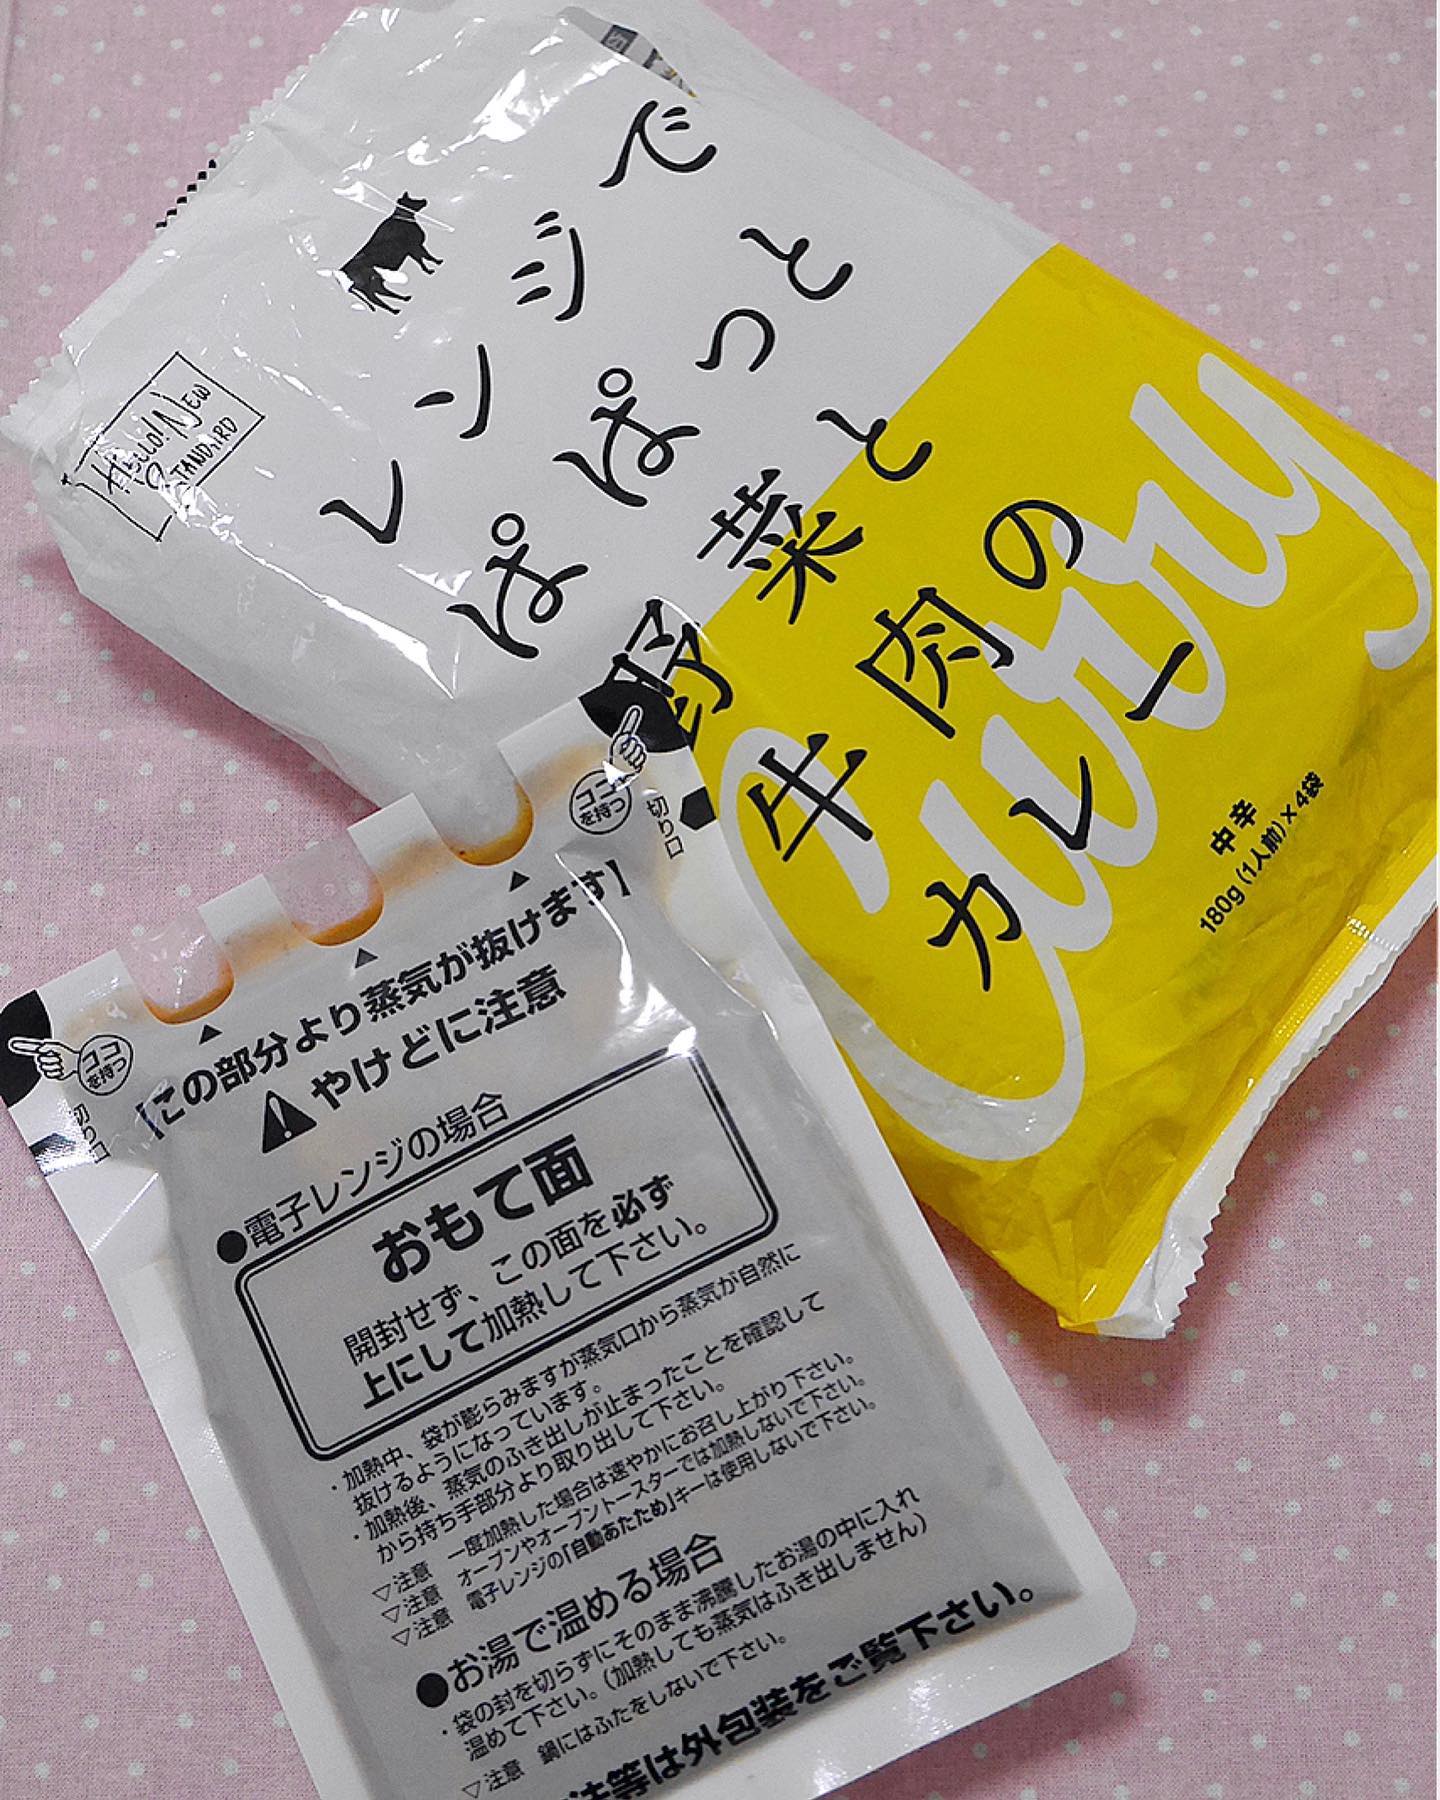 Hello! New
Standard
レンジで
ぱぱっと
野菜と
牛肉の
カレー
Curry
中辛
180g(1人前)×4袋
ココ
を持つ
切り口
ココ
を持つ
切り口
【この部分より蒸気が抜けます】
やけどに注意
●電子レンジの場合
おもて面
開封せず、この面を必ず
上にして加熱して下さい。
・加熱中、袋が膨らみますが蒸気口から蒸気が自然に
抜けるようになっています。
・加熱後、蒸気のふき出しが止まったことを確認して
から持ち手部分より取り出して下さい。
▽注意 一度加熱した場合は速やかにお召し上がり下さい。
▽注意 オーブンやオーブントースターでは加熱しないで下さい。
▽注意 電子レンジの「自動あたため」キーは使用しないで下さい。
●お湯で温める場合
・袋の封を切らずにそのまま沸騰したお湯の中に入れ
温めて下さい。(加熱しても蒸気はふき出しません)
▽注意 鍋にはふたをしないで下さい。
法等は外包装をご覧下さい。